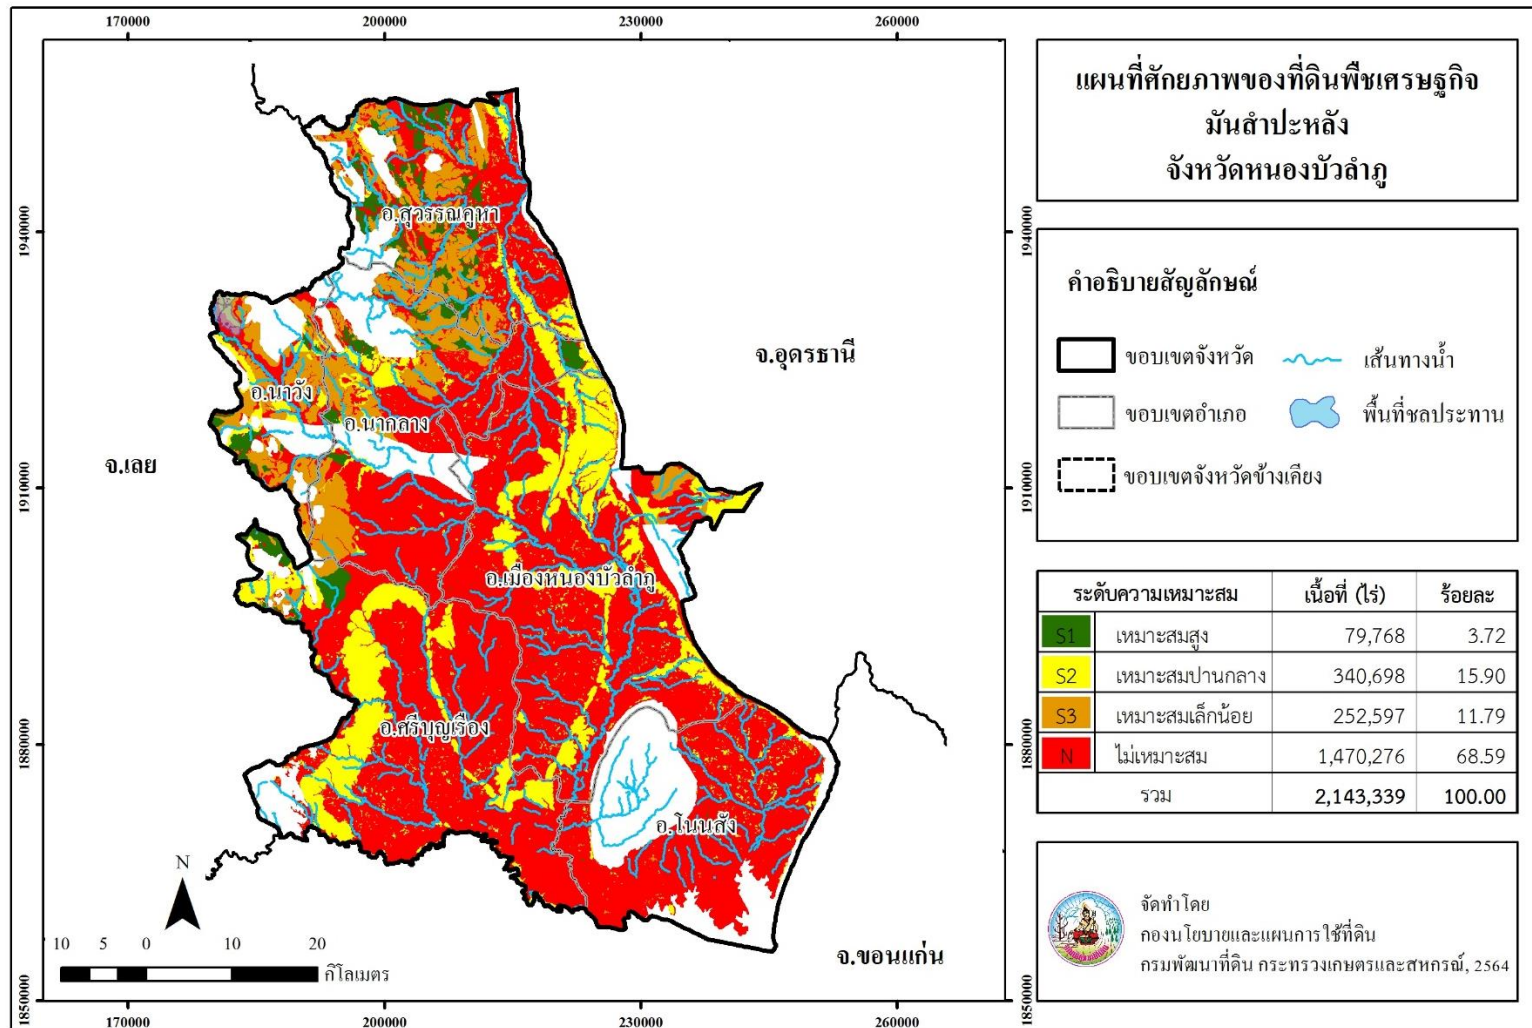 170000
200000
230000
260000
แผนที่ศักยภาพของที่ดินพืชเศรษฐกิจ
มันสำปะหลัง
จังหวัดหนองบัวลำภู
1940000
1940000
อ.สุวรรณคูหา
คำอธิบายสัญลักษณ์
ขอบเขตจังหวัด
เส้นทางน้ำ
ขอบเขตอำเภอ
พื้นที่ชลประทาน
ขอบเขตจังหวัดข้างเคียง
จ.อุดรธานี
อ.นาวัง
อ.นากลาง
จ.เลย
1910000
1910000
อ.เมืองหนองบัวลำภู
ระดับความเหมาะสม เนื้อที่ (ไร่) ร้อยละ
S1 เหมาะสมสูง 79,768 3.72
S2 เหมาะสมปานกลาง 340,698 15.90
S3 เหมาะสมเล็กน้อย 252,597 11.79
N ไม่เหมาะสม 1,470,276 68.59
รวม 2,143,339 100.00
อ.ศรีบุญเรือง
1880000
1880000
อ.โนนสัง
N
10 5 0 10 20
กิโลเมตร
จ.ขอนแก่น
จัดทำโดย
กองนโยบายและแผนการใช้ที่ดิน
กรมพัฒนาที่ดิน กระทรวงเกษตรและสหกรณ์, 2564
1850000
1850000
170000
200000
230000
260000